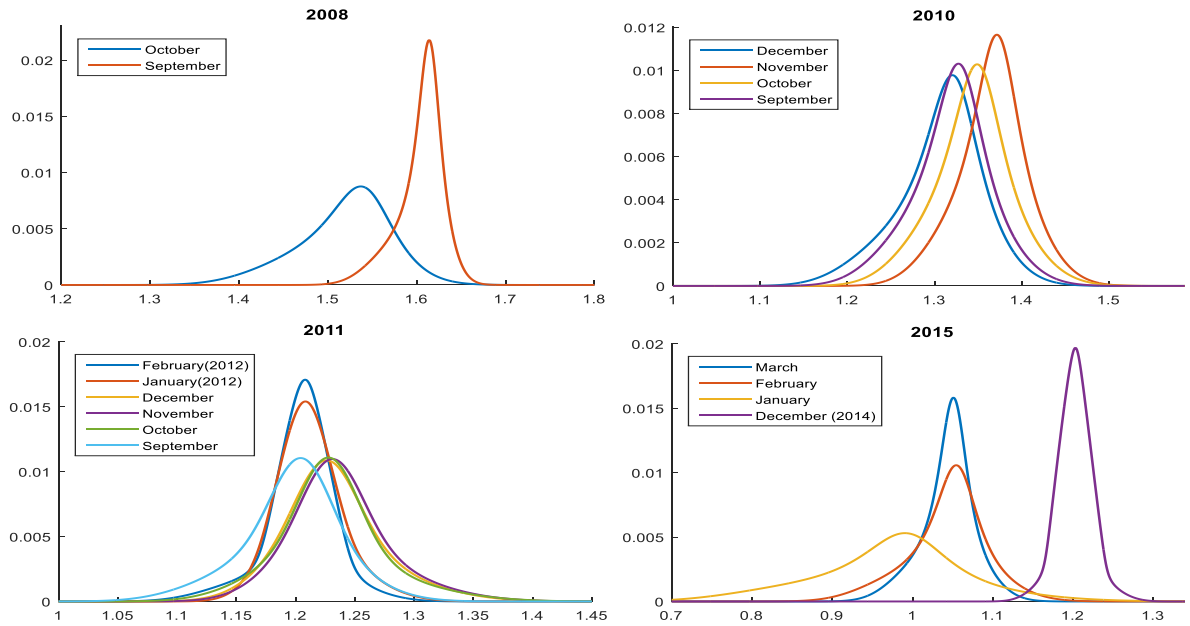 2008
October
September
0.02
0.015
0.01
0.005
0
1.2 1.3 1.4 1.5 1.6 1.7 1.8
2010
December
November
October
September
0.012
0.01
0.008
0.006
0.004
0.002
0
1 1.1 1.2 1.3 1.4 1.5
2011
February(2012)
January(2012)
December
November
October
September
0.02
0.015
0.01
0.005
0
1 1.05 1.1 1.15 1.2 1.25 1.3 1.35 1.4 1.45
2015
March
February
January
December (2014)
0.02
0.015
0.01
0.005
0
0.7 0.8 0.9 1 1.1 1.2 1.3